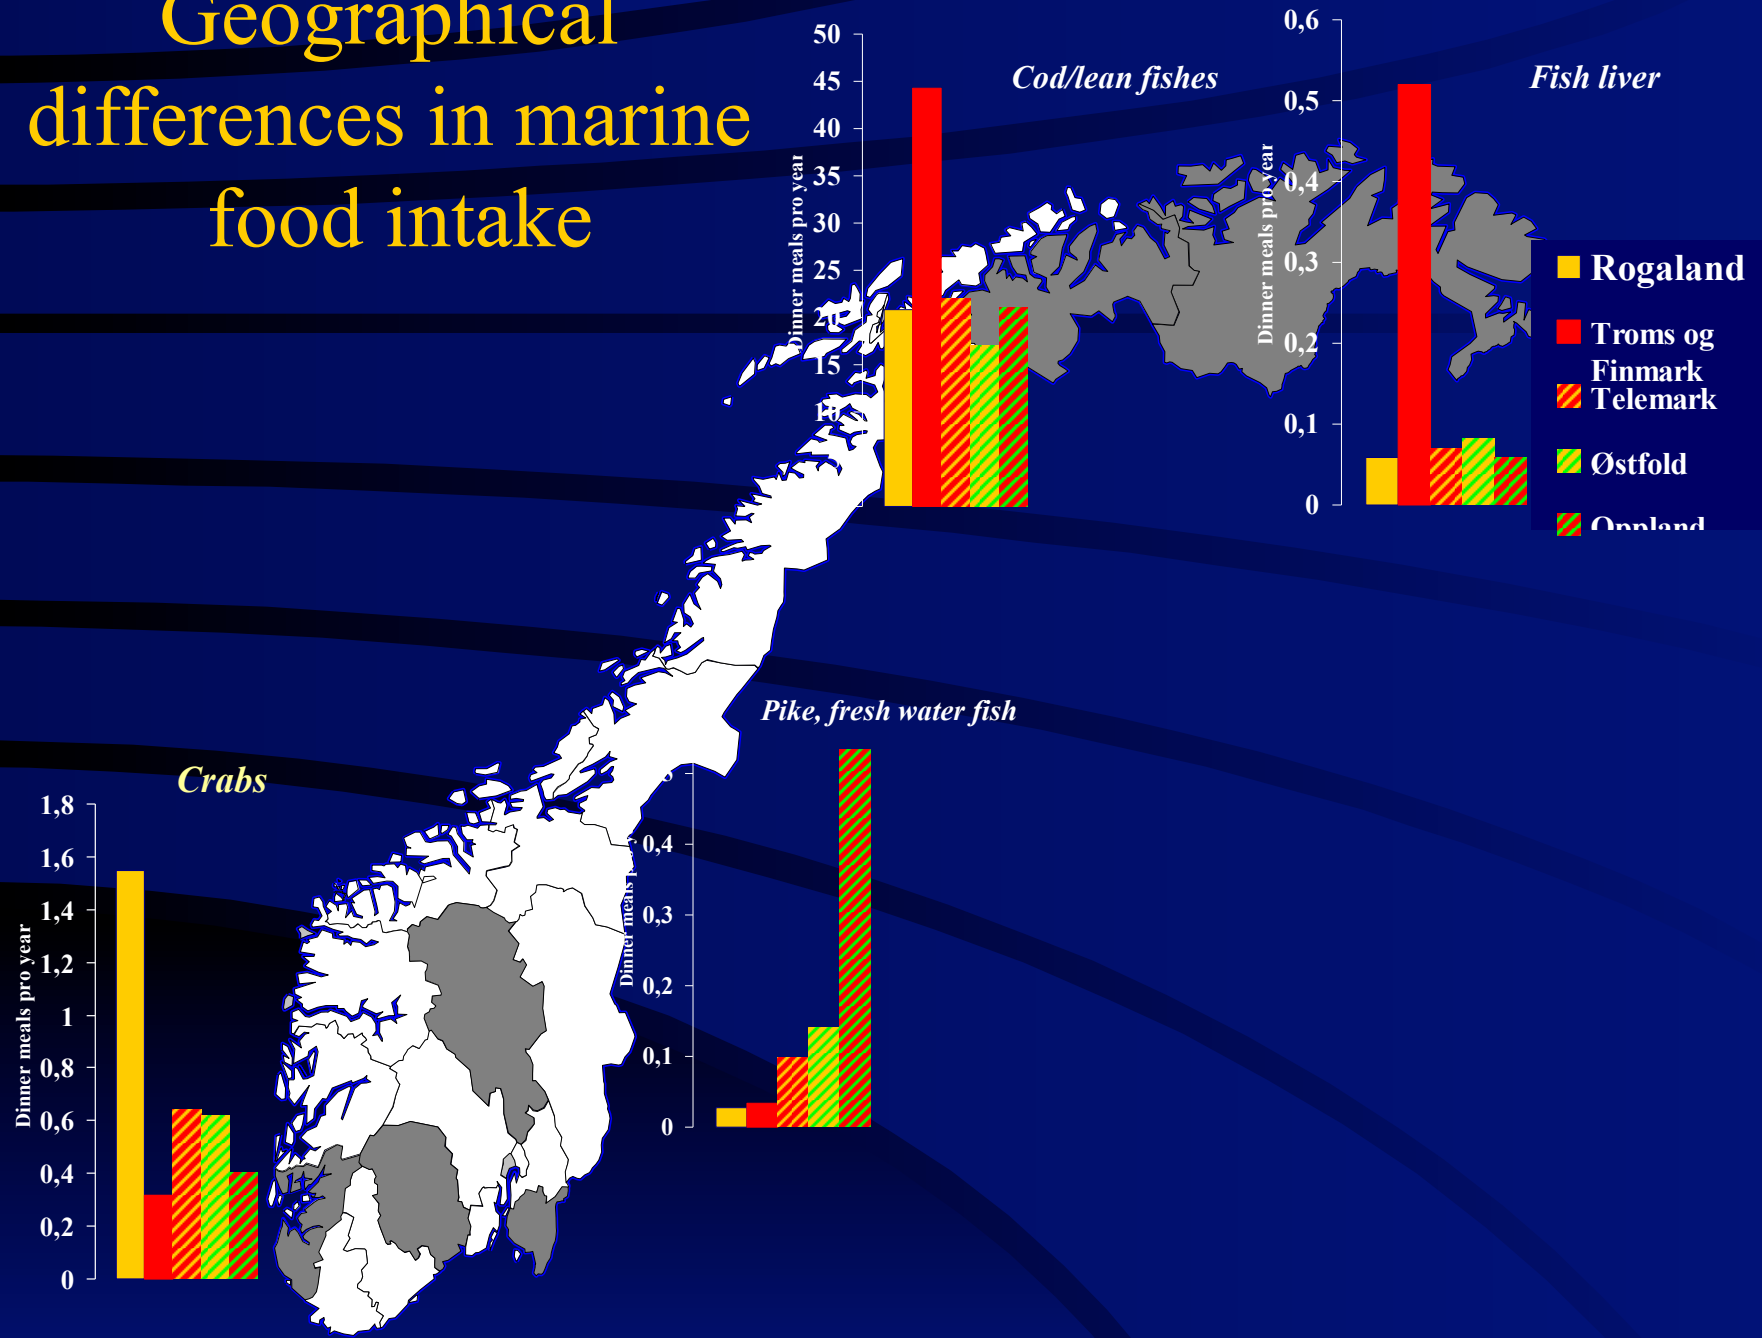 Geographical
differences in marine
food intake
Cod/lean fishes
Dinner meals pro year
50
45
40
35
30
25
20
15
10
Fish liver
Dinner meals pro year
0,6
0,5
0,4
0,3
0,2
0,1
0
Rogaland
Troms og
Finmark
Telemark
Østfold
Oppland
Pike, fresh water fish
Dinner meals
0,4
0,3
0,2
0,1
0
Crabs
Dinner meals pro year
1,8
1,6
1,4
1,2
1
0,8
0,6
0,4
0,2
0